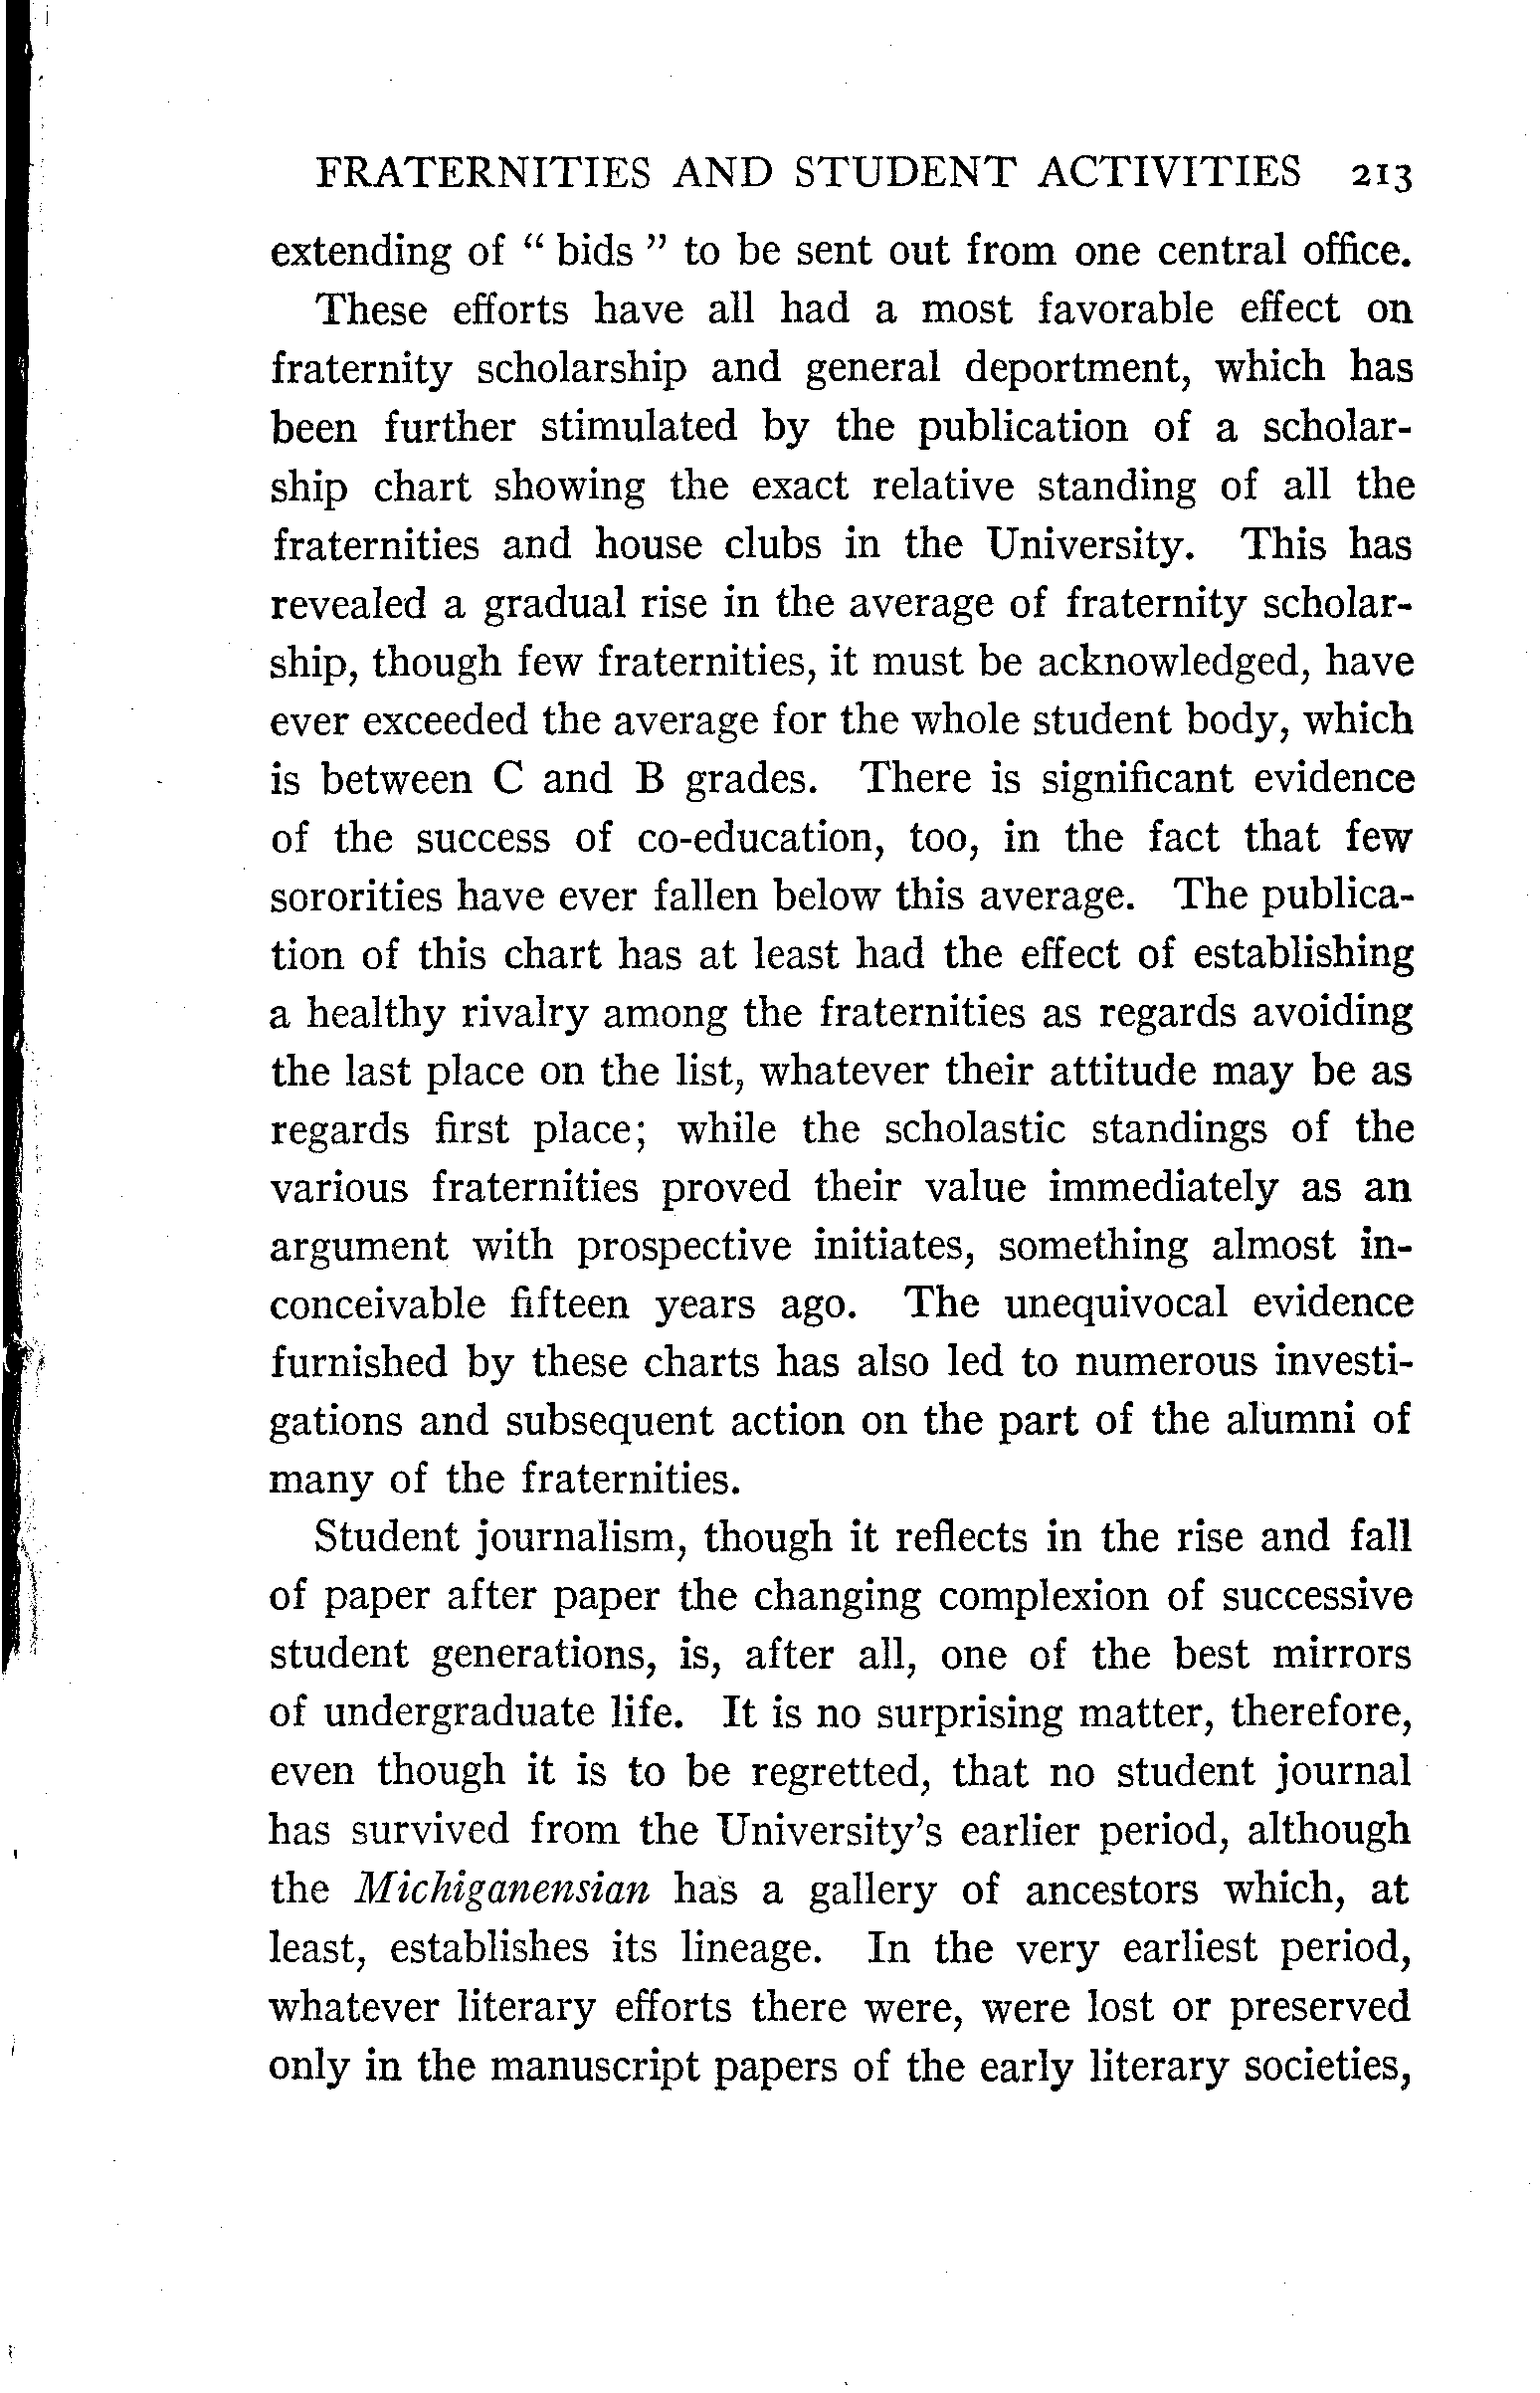 FRATERNITIES AND STUDENT ACTIVITIES 213
extending of " bids " to be sent out from one central office.
These efforts have all had a most favorable effect on
fraternity scholarship and general deportment, which has
been further stimulated by the publication of a scholar-
ship chart showing the exact relative standing of all the
fraternities and house clubs in the University. This has
revealed a gradual rise in the average of fraternity scholar-
ship, though few fraternities, it must be acknowledged, have
ever exceeded the average for the whole student body, which
is between C and B grades. There is significant evidence
of the success of co-education, too, in the fact that few
sororities have ever fallen below this average. The publica-
tion of this chart has at least had the effect of establishing
a healthy rivalry among the fraternities as regards avoiding
the last place on the list, whatever their attitude may be as
regards first place; while the scholastic standings of the
various fraternities proved their value immediately as an
argument with prospective initiates, something almost in-
conceivable fifteen years ago. The unequivocal evidence
furnished by these charts has also led to numerous investi-
gations and subsequent action on the part of the alumni of
many of the fraternities.
Student journalism, though it reflects in the rise and fall
of paper after paper the changing complexion of successive
student generations, is, after all, one of the best mirrors
of undergraduate life. It is no surprising matter, therefore,
even though it is to be regretted, that no student journal
has survived from the University's earlier period, although
the Michiganensian has a gallery of ancestors which, at
least, establishes its lineage. In the very earliest period,
whatever literary efforts there were, were lost or preserved
only in the manuscript papers of the early literary societies,